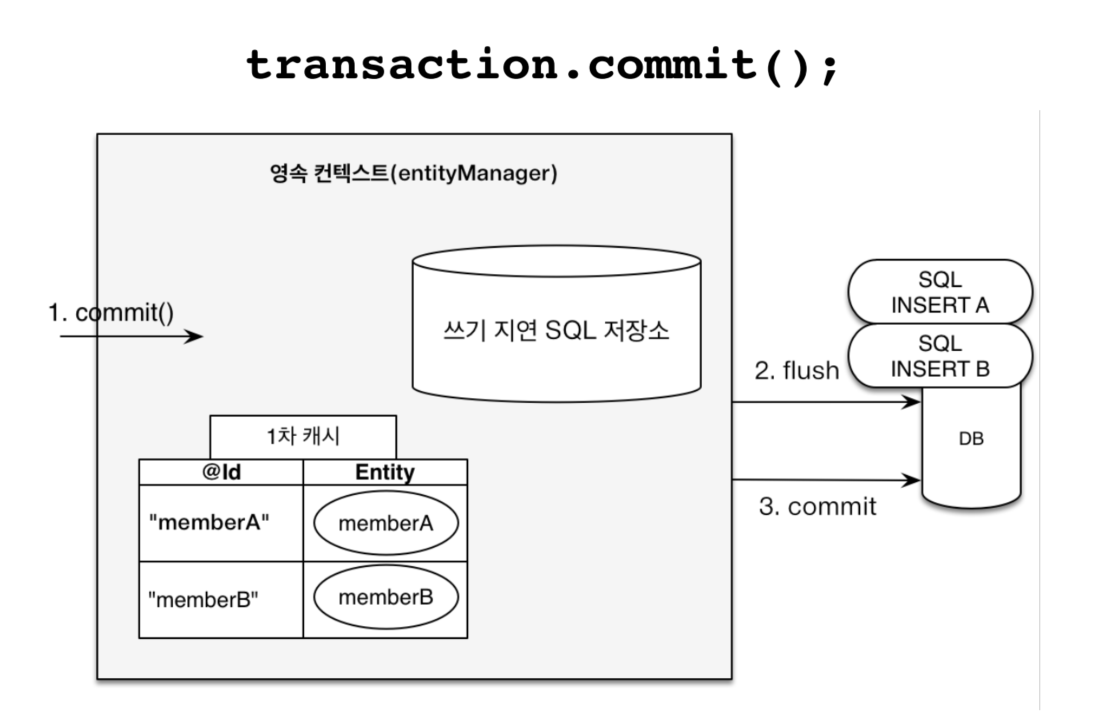 transaction.commit();
영속 컨텍스트(entityManager)
1. commit()
쓰기 지연 SQL 저장소
SQL
INSERT A
SQL
INSERT B
2. flush
DB
3. commit
1차 캐시
@Id Entity
"memberA" memberA
"memberB" memberB